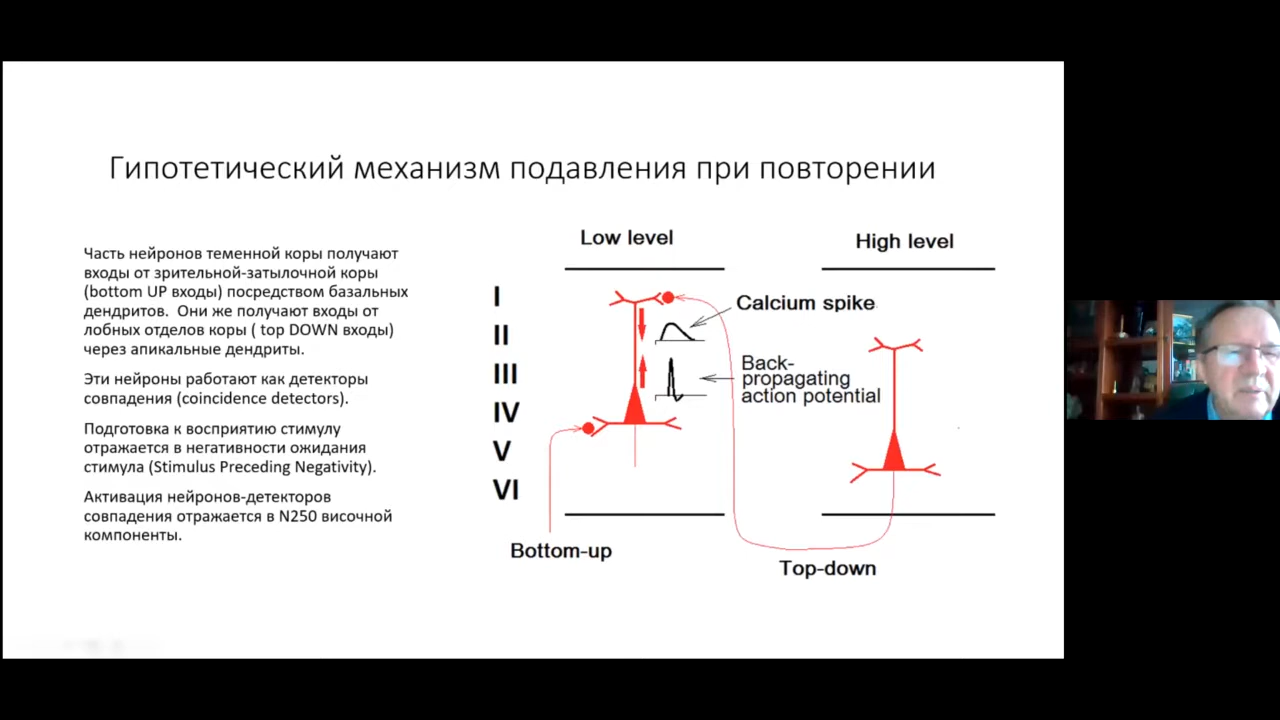 Гипотетический механизм подавления при повторении
Часть нейронов теменной коры получают
входы от зрительной-затылочной коры
(bottom UP входы) посредством базальных
дендритов. Они же получают входы от
лобных отделов коры ( top DOWN входы)
через апикальные дендриты.
Эти нейроны работают как детекторы
совпадения (coincidence detectors).
Подготовка к восприятию стимулу
отражается в негативности ожидания
стимула (Stimulus Preceding Negativity).
Активация нейронов-детекторов
совпадения отражается в N250 височной
компоненты.
Low level
High level
I
II
III
IV
V
VI
Calcium spike
Back-
propagating
action potential
Bottom-up
Top-down